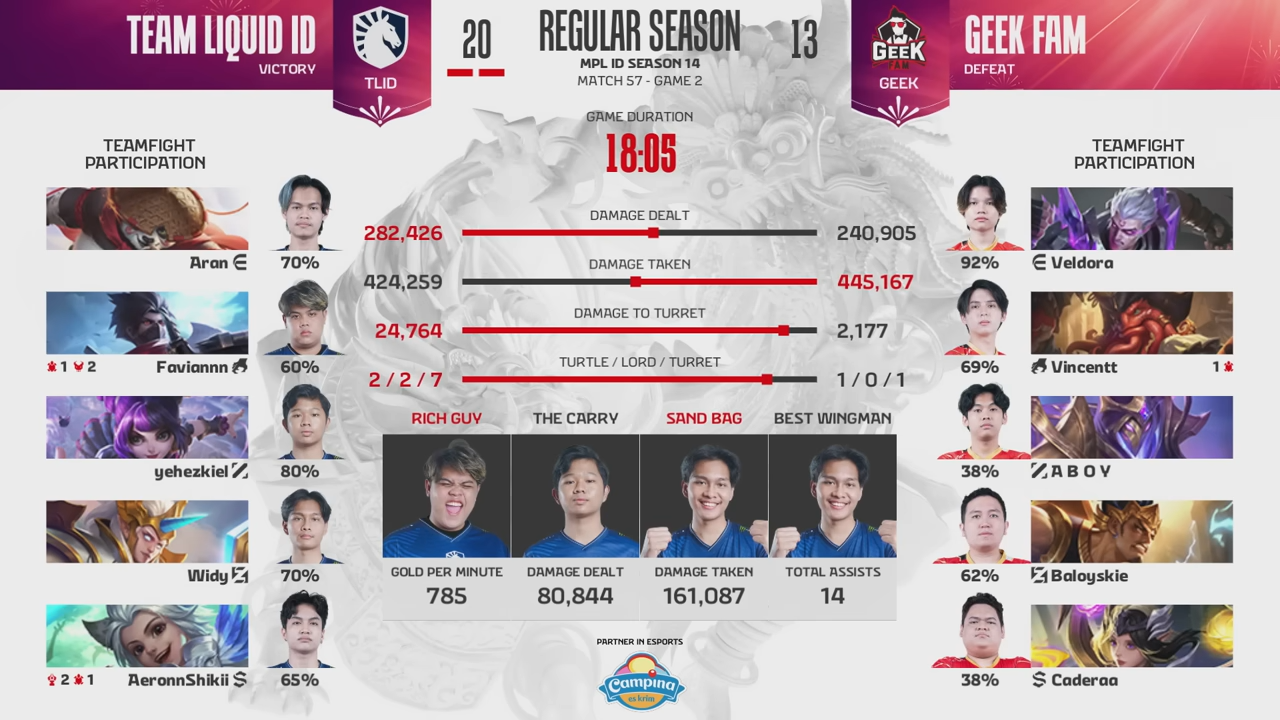 TEAM LIQUID ID
VICTORY
TLID
20
REGULAR SEASON
MPL ID SEASON 14
MATCH 57 - GAME 2
13
GEEK FAM
GEEK
GEEK FAM
DEFEAT
GAME DURATION
18:05
TEAMFIGHT
PARTICIPATION
TEAMFIGHT
PARTICIPATION
DAMAGE DEALT
282,426
240,905
DAMAGE TAKEN
424,259
445,167
DAMAGE TO TURRET
24,764
2,177
TURTLE / LORD / TURRET
2 / 2 / 7
1 / 0 / 1
Aran
70%
1 2 Faviannn
60%
yehezkiel
80%
Widy
70%
2 1 AeronnShikii
65%
92%
Veldora
69%
Vincentt 1
38%
A B O Y
62%
Baloyskie
38%
Caderaa
RICH GUY
THE CARRY
SAND BAG
BEST WINGMAN
GOLD PER MINUTE
DAMAGE DEALT
DAMAGE TAKEN
TOTAL ASSISTS
785
80,844
161,087
14
PARTNER IN ESPORTS
Campina
es krim